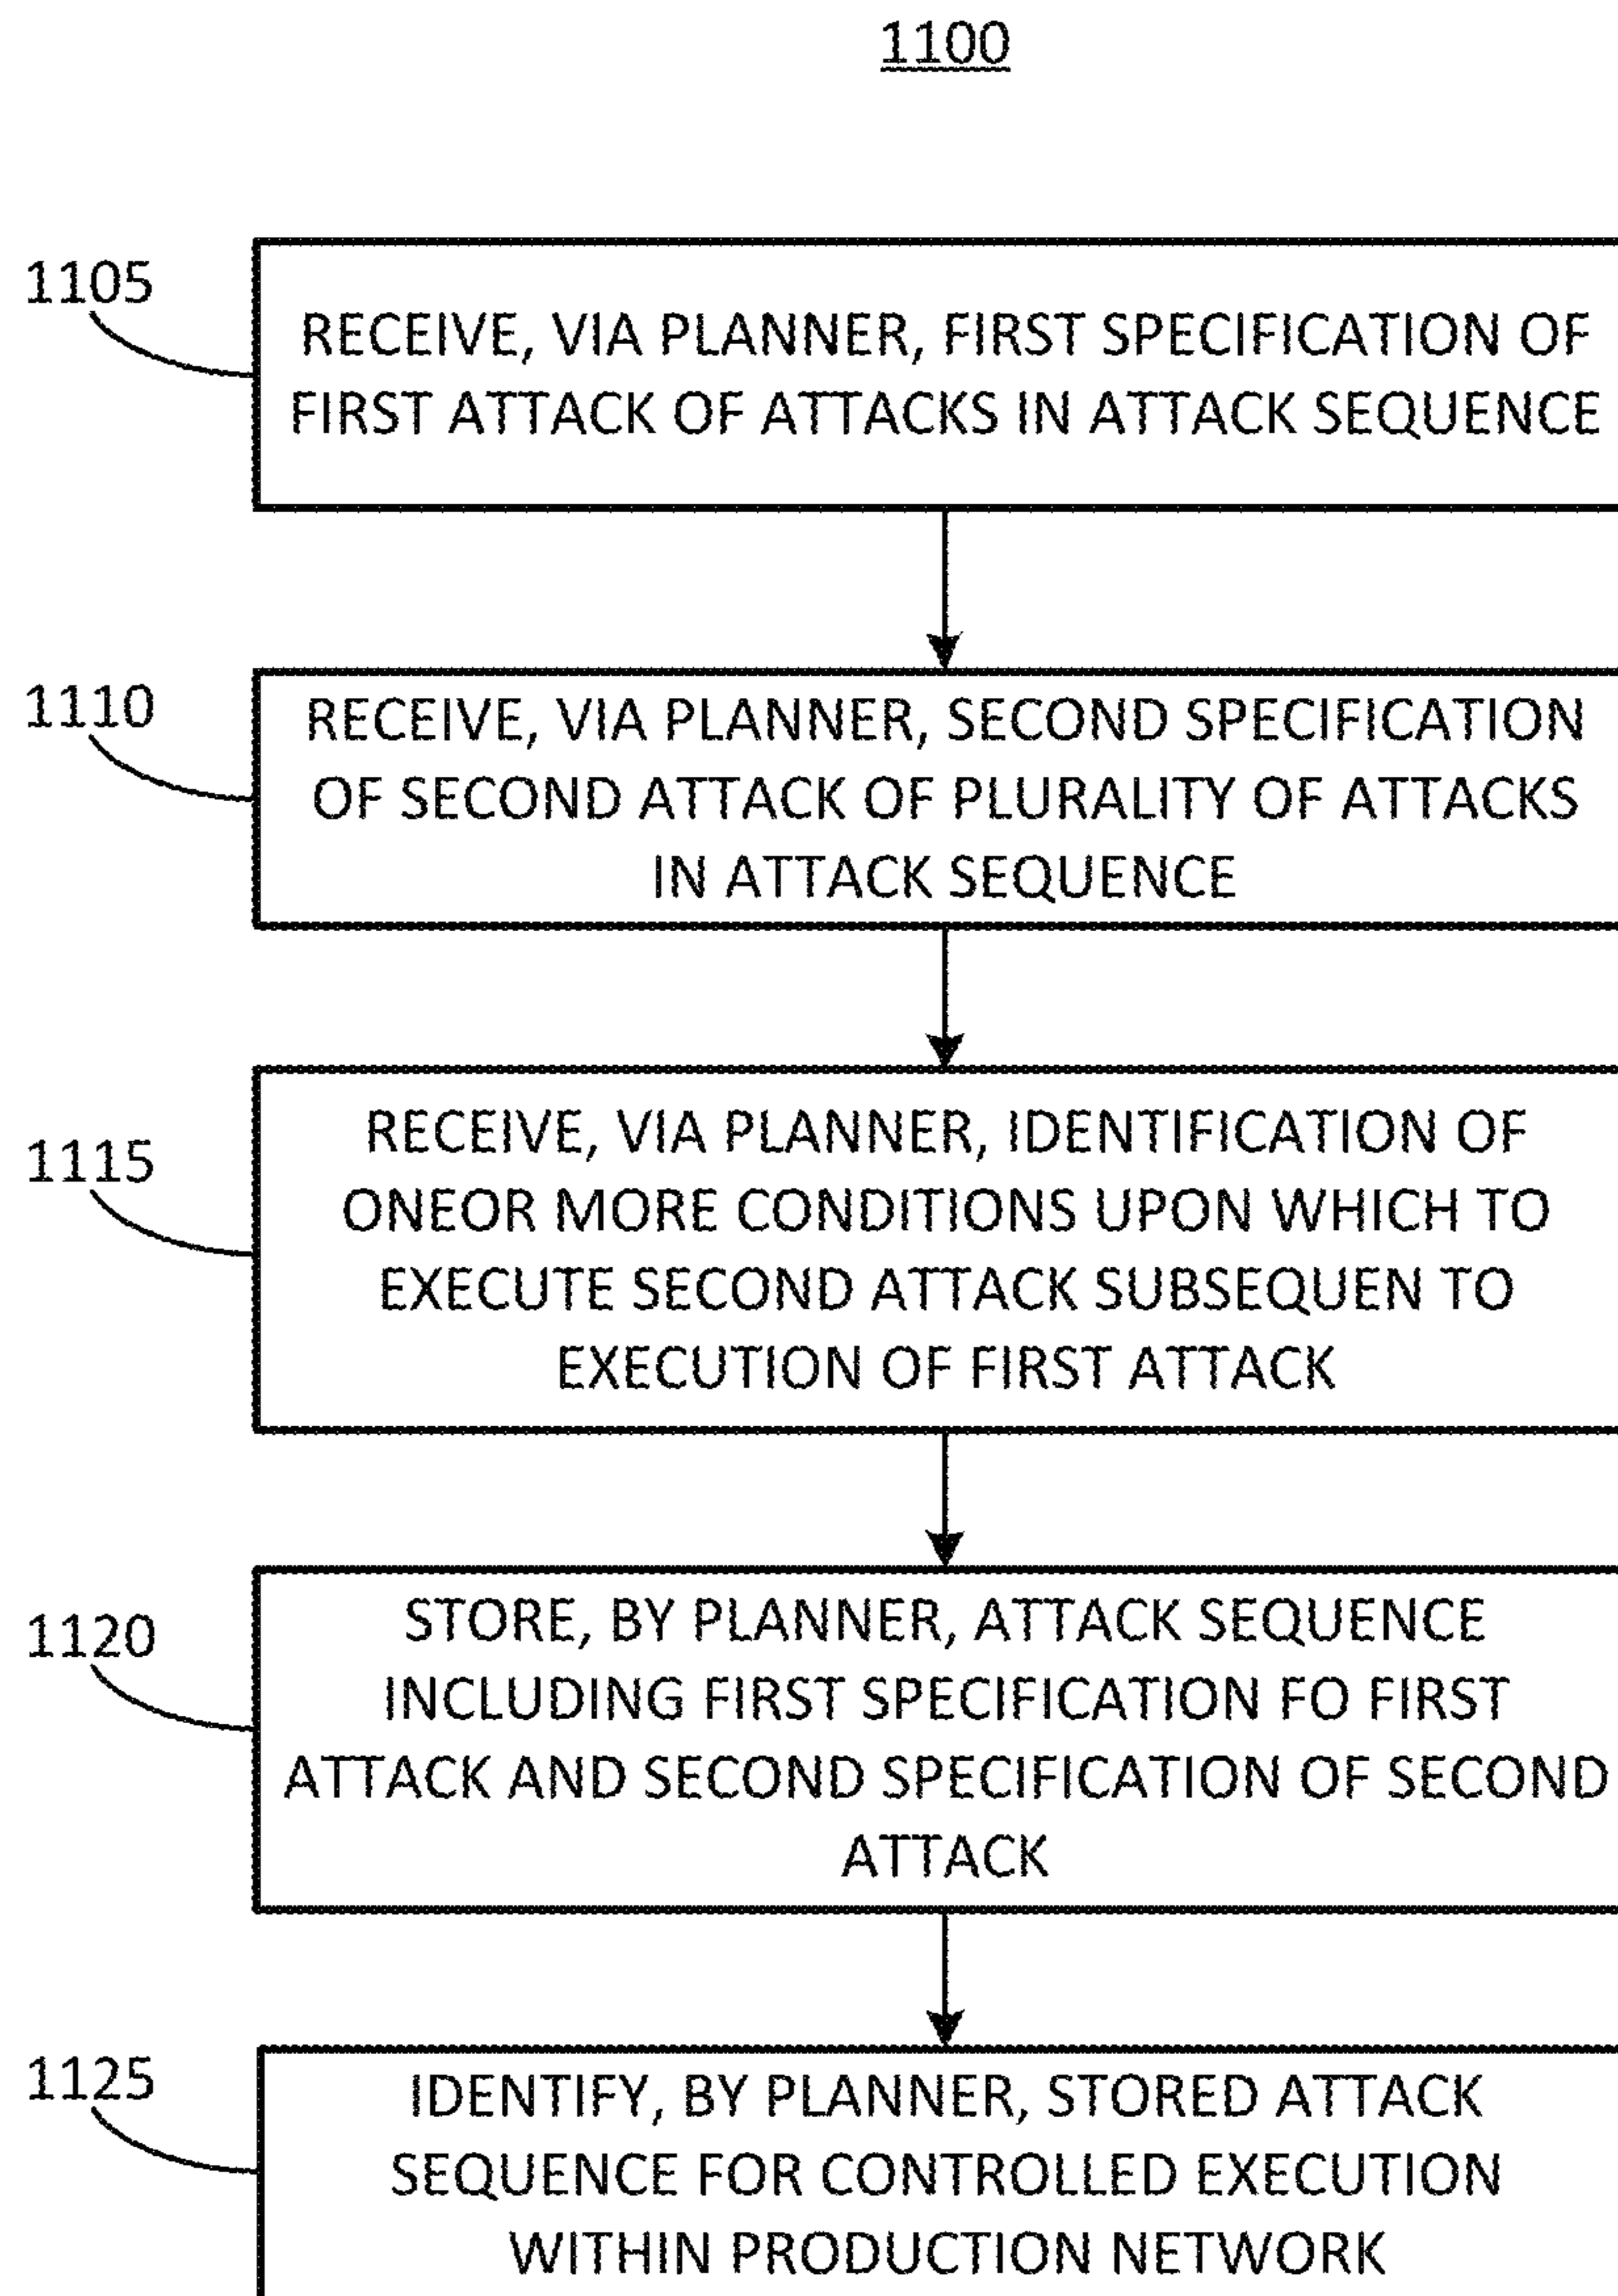 1100
1105
RECEIVE, VIA PLANNER, FIRST SPECIFICATION OF
FIRST ATTACK OF ATTACKS IN ATTACK SEQUENCE
1110
RECEIVE, VIA PLANNER, SECOND SPECIFICATION
OF SECOND ATTACK OF PLURALITY OF ATTACKS
IN ATTACK SEQUENCE
1115
RECEIVE, VIA PLANNER, IDENTIFICATION OF
ONEOR MORE CONDITIONS UPON WHICH TO
EXECUTE SECOND ATTACK SUBSEQUEN TO
EXECUTION OF FIRST ATTACK
1120
STORE, BY PLANNER, ATTACK SEQUENCE
INCLUDING FIRST SPECIFICATION FO FIRST
ATTACK AND SECOND SPECIFICATION OF SECOND
ATTACK
1125
IDENTIFY, BY PLANNER, STORED ATTACK
SEQUENCE FOR CONTROLLED EXECUTION
WITHIN PRODUCTION NETWORK